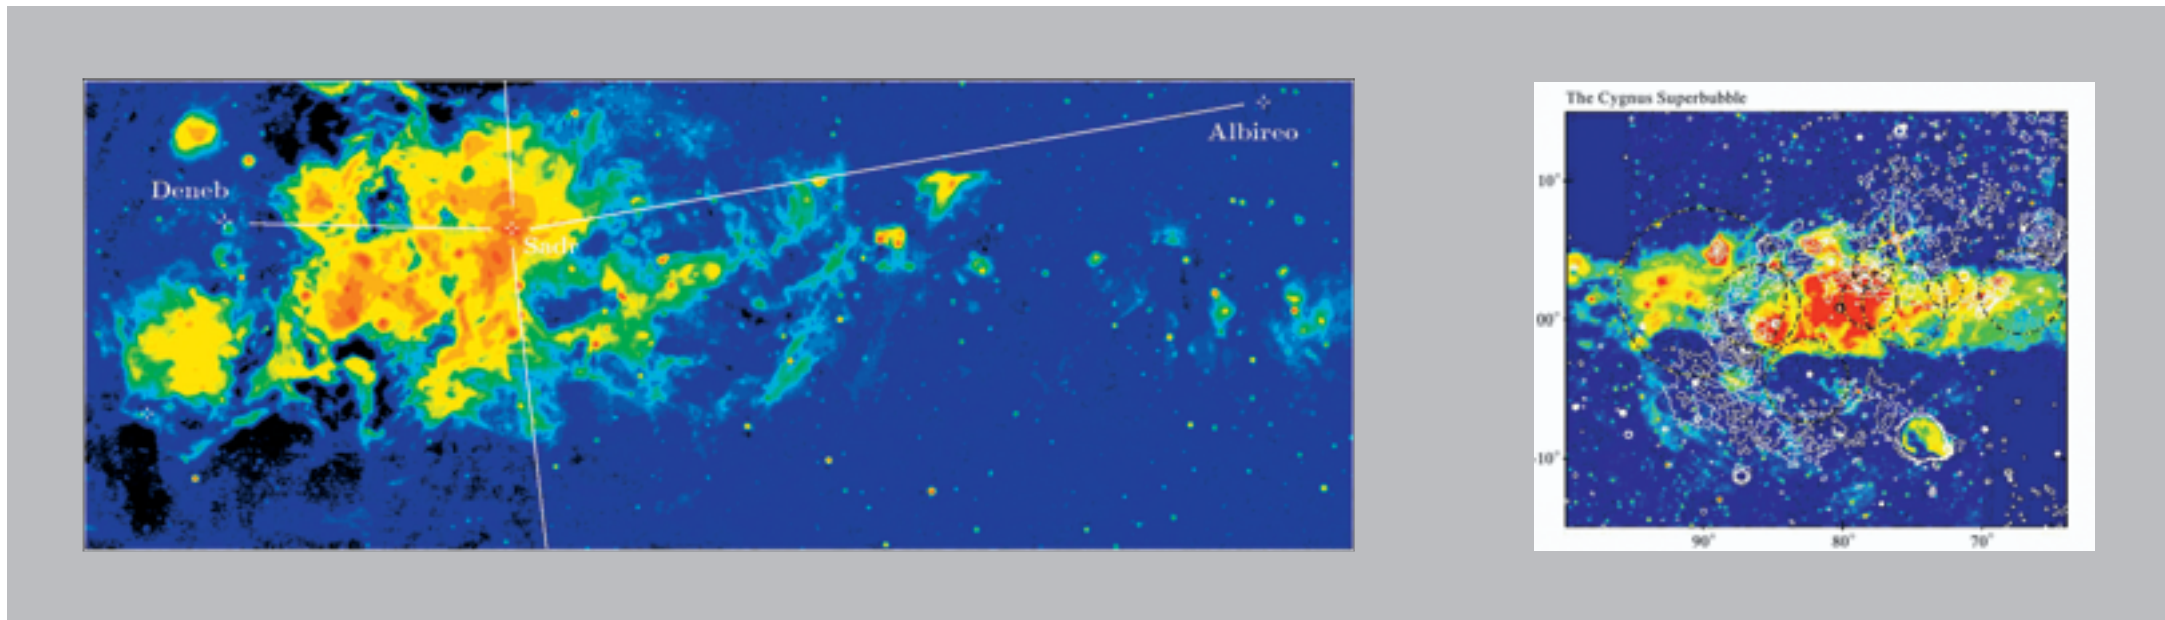 Deneb
Sadr
Albireo
The Cygnus Superbubble
10°
00°
-10°
90°
80°
70°